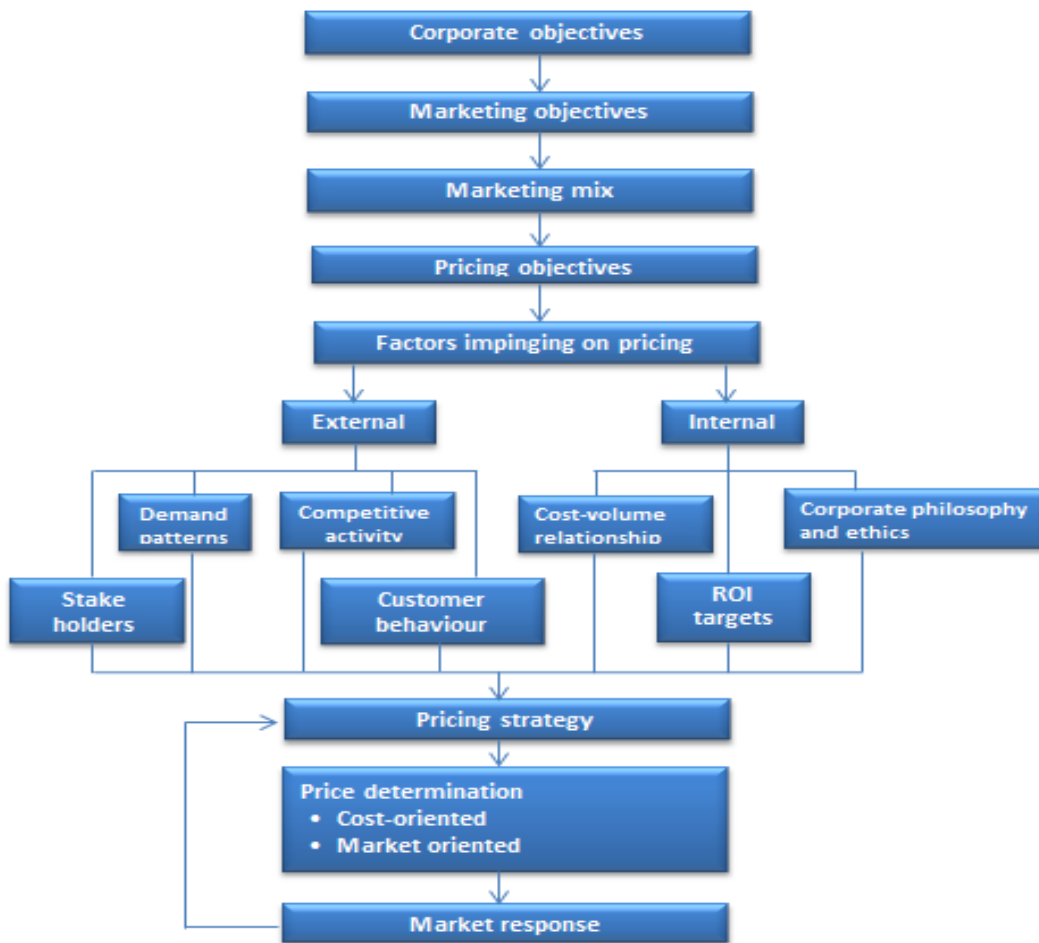 Corporate objectives
Marketing objectives
Marketing mix
Pricing objectives
Factors impinging on pricing
External
Internal
Demand
patterns
Competitive
activity
Cost-volume
relationship
Corporate philosophy
and ethics
Stake
holders
Customer
behaviour
ROI
targets
Pricing strategy
Price determination
• Cost-oriented
• Market oriented
Market response